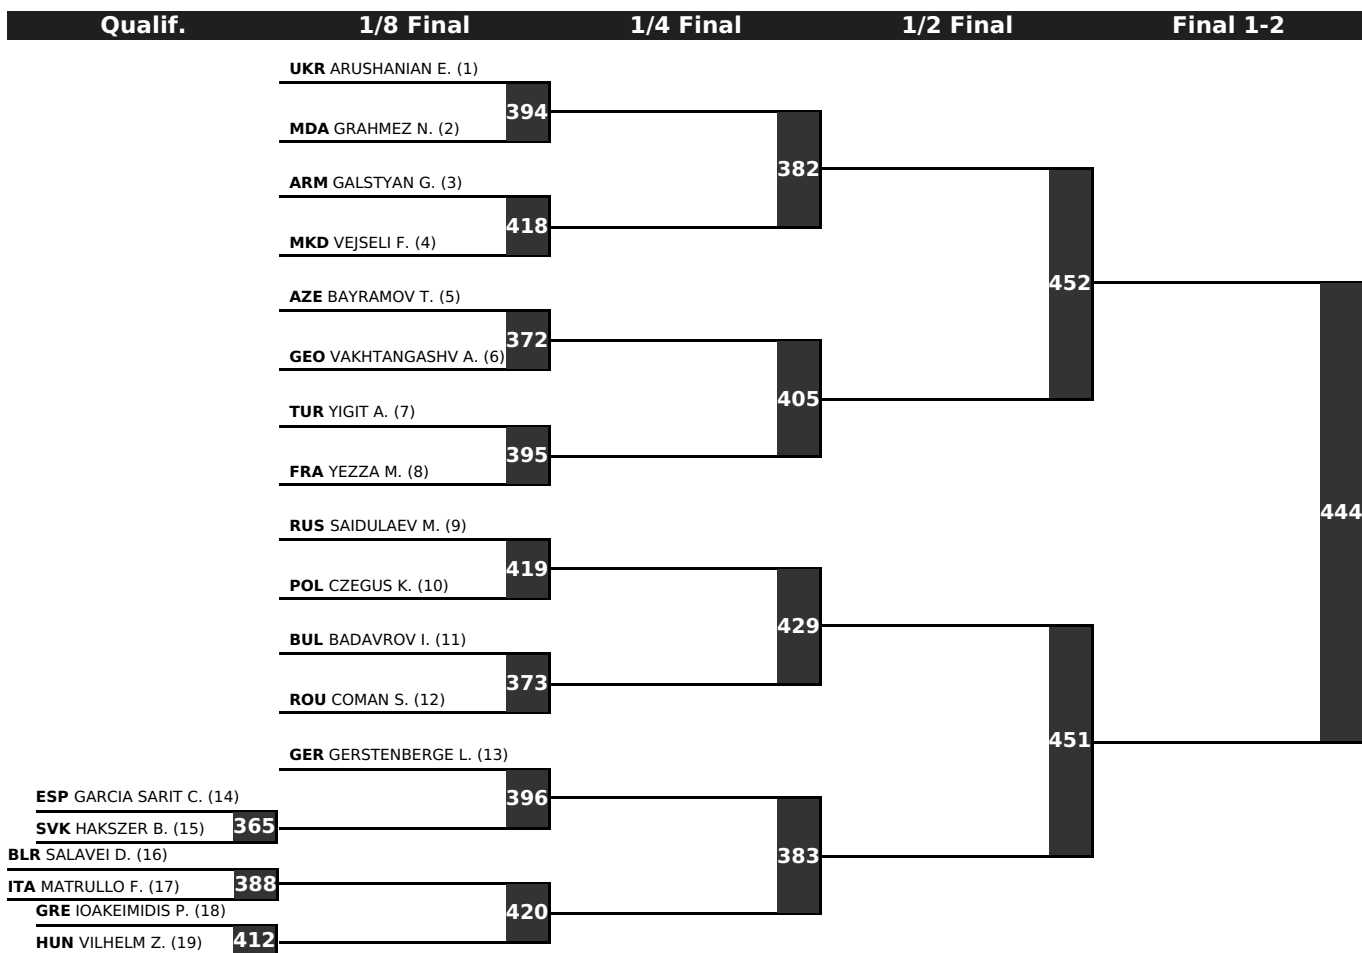 Qualif. 1/8 Final 1/4 Final 1/2 Final Final 1-2
UKR ARUSHANIAN E. (1)
394
MDA GRAHMEZ N. (2)
382
ARM GALSTYAN G. (3)
418
MKD VEJSELI F. (4)
452
AZE BAYRAMOV T. (5)
372
GEO VAKHTANGASHV A. (6)
405
TUR YIGIT A. (7)
395
FRA YEZZA M. (8)
444
RUS SAIDULAEV M. (9)
419
POL CZEGUS K. (10)
429
BUL BADAVROV I. (11)
373
ROU COMAN S. (12)
451
GER GERSTENBERGE L. (13)
396
ESP GARCIA SARIT C. (14)
365
SVK HAKSZER B. (15)
383
BLR SALAVEI D. (16)
388
ITA MATRULLO F. (17)
420
GRE IOAKEIMIDIS P. (18)
412
HUN VILHELM Z. (19)